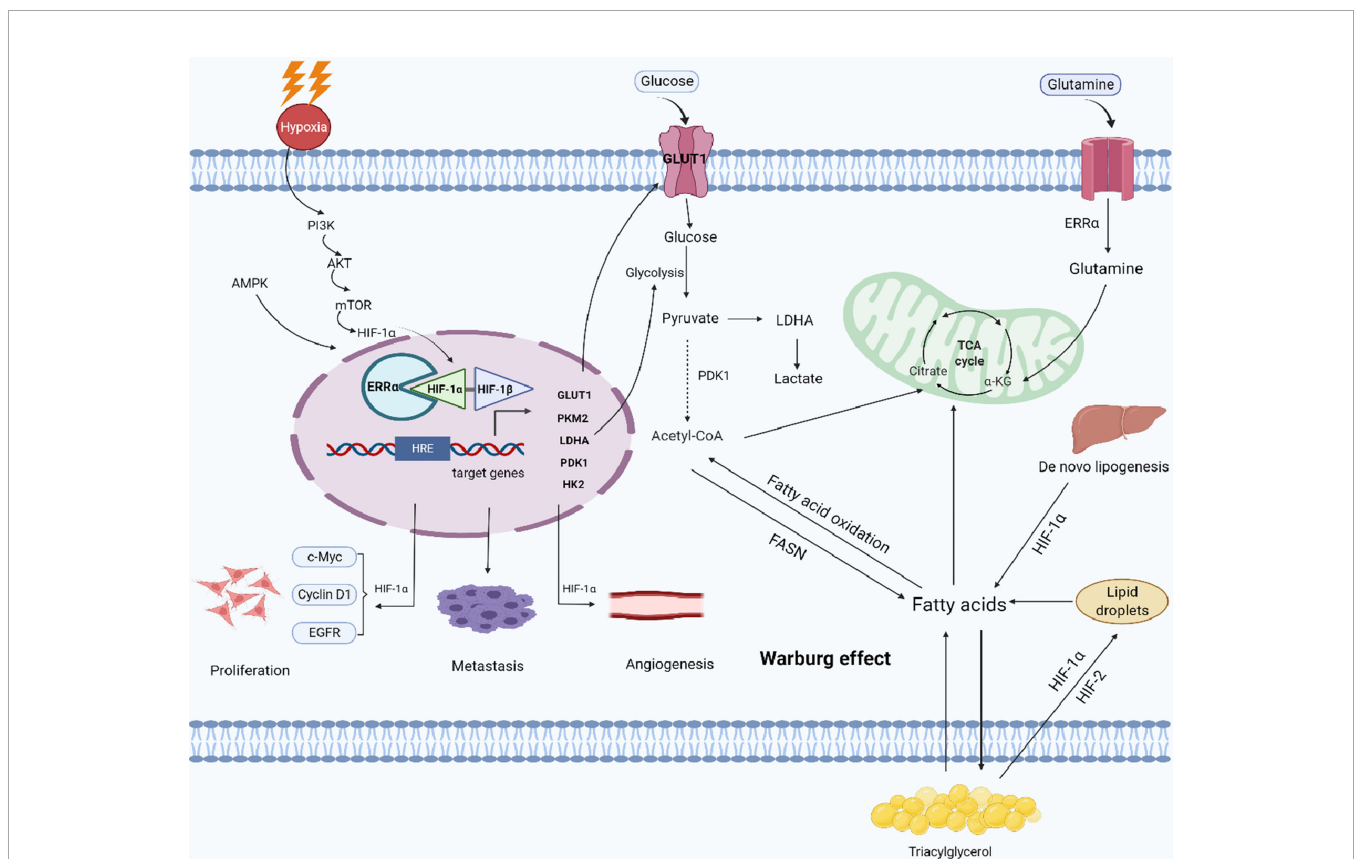 Glucose
Glutamine
Hypoxia
GLUT1
PI3K
ERRα
AKT
Glucose
Glutamine
AMPK
Glycolysis
mTOR
HIF-1α
Pyruvate
LDHA
TCA
cycle
Citrate
α-KG
PDK1
Lactate
ERRα
HIF-1α
HIF-1β
GLUT1
PKM2
LDHA
PDK1
HK2
HRE
target genes
Acetyl-CoA
De novo lipogenesis
Fatty acid oxidation
FASN
HIF-1α
c-Myc
Cyclin D1
EGFR
HIF-1α
HIF-1α
Fatty acids
Lipid
droplets
Proliferation
Metastasis
Angiogenesis
Warburg effect
HIF-1α
HIF-2
Triacylglycerol